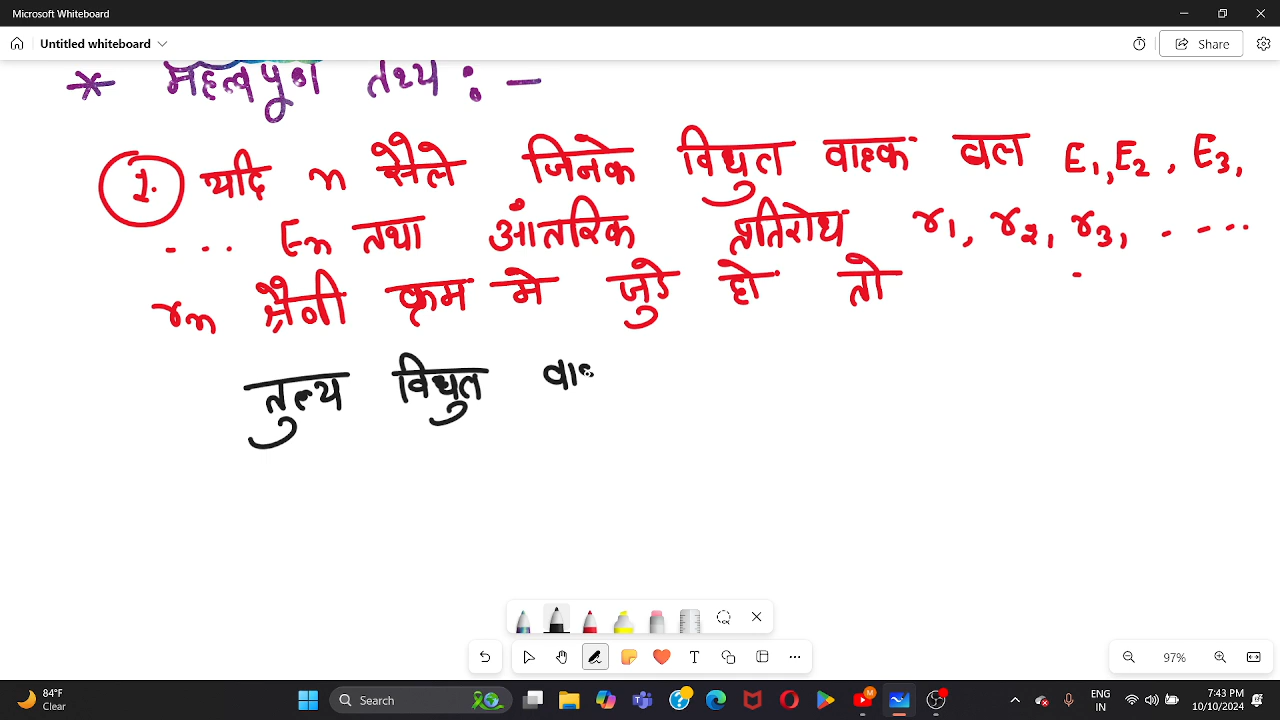 Microsoft Whiteboard
Untitled whiteboard
Share
* महत्वपूर्ण तथ्य : -
1. यदि n सैले जिनके विद्युत वाहक बल E1, E2, E3,
... En तथा आंतरिक प्रतिरोध r1, r2, r3, .....
rn श्रेणी क्रम मे जुडे हो तो
तुल्य विद्युत वा
97%
84°F
Clear
Search
ENG
IN
7:43 PM
10/10/2024